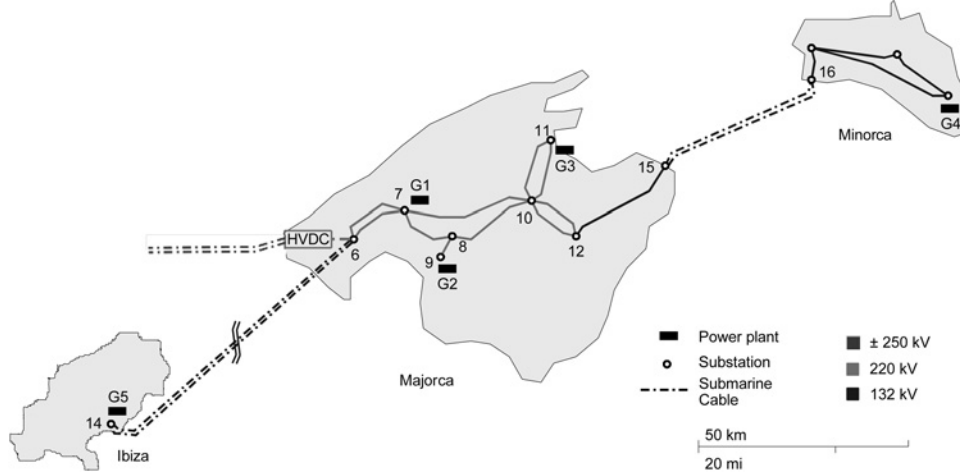 16
G4
Minorca
11
G3
15
G1
7
10
HVDC
6
8
12
9
G2
Majorca
G5
14
Ibiza
Power plant
Substation
Submarine
Cable
± 250 kV
220 kV
132 kV
50 km
20 mi